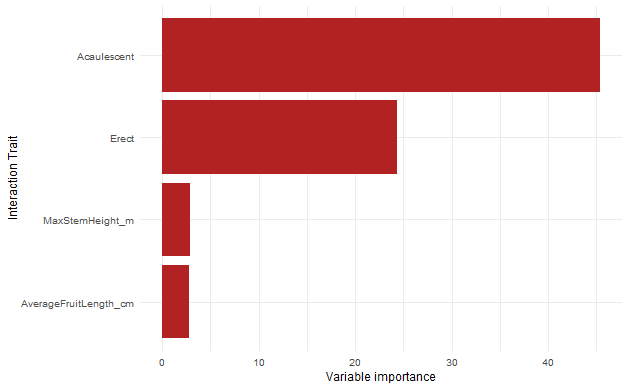 Interaction Trait
Acaulescent
Erect
MaxStemHeight_m
AverageFruitLength_cm
0 10 20 30 40
Variable importance